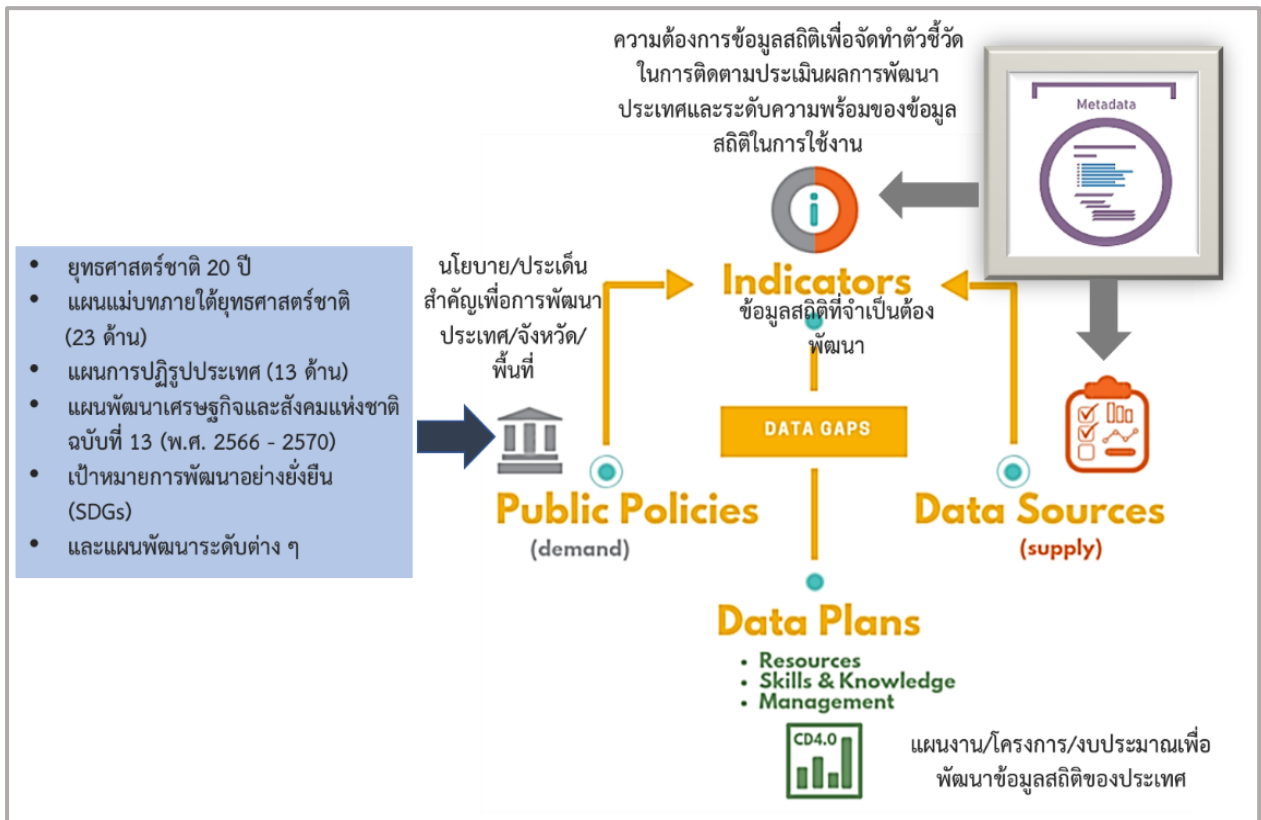 ความต้องการข้อมูลสถิติเพื่อจัดทำตัวชี้วัด
ในการติดตามประเมินผลการพัฒนา
ประเทศและระดับความพร้อมของข้อมูล
สถิติในการใช้งาน
Metadata
i
• ยุทธศาสตร์ชาติ 20 ปี
• แผนแม่บทภายใต้ยุทธศาสตร์ชาติ
(23 ด้าน)
• แผนการปฏิรูปประเทศ (13 ด้าน)
• แผนพัฒนาเศรษฐกิจและสังคมแห่งชาติ
ฉบับที่ 13 (พ.ศ. 2566 - 2570)
• เป้าหมายการพัฒนาอย่างยั่งยืน
(SDGs)
• และแผนพัฒนาระดับต่าง ๆ
นโยบาย/ประเด็น
สำคัญเพื่อการพัฒนา
ประเทศ/จังหวัด/
พื้นที่
Indicators
ข้อมูลสถิติที่จำเป็นต้อง
พัฒนา
DATA GAPS
Public Policies
(demand)
Data Sources
(supply)
Data Plans
• Resources
• Skills & Knowledge
• Management
CD4.0
แผนงาน/โครงการ/งบประมาณเพื่อ
พัฒนาข้อมูลสถิติของประเทศ